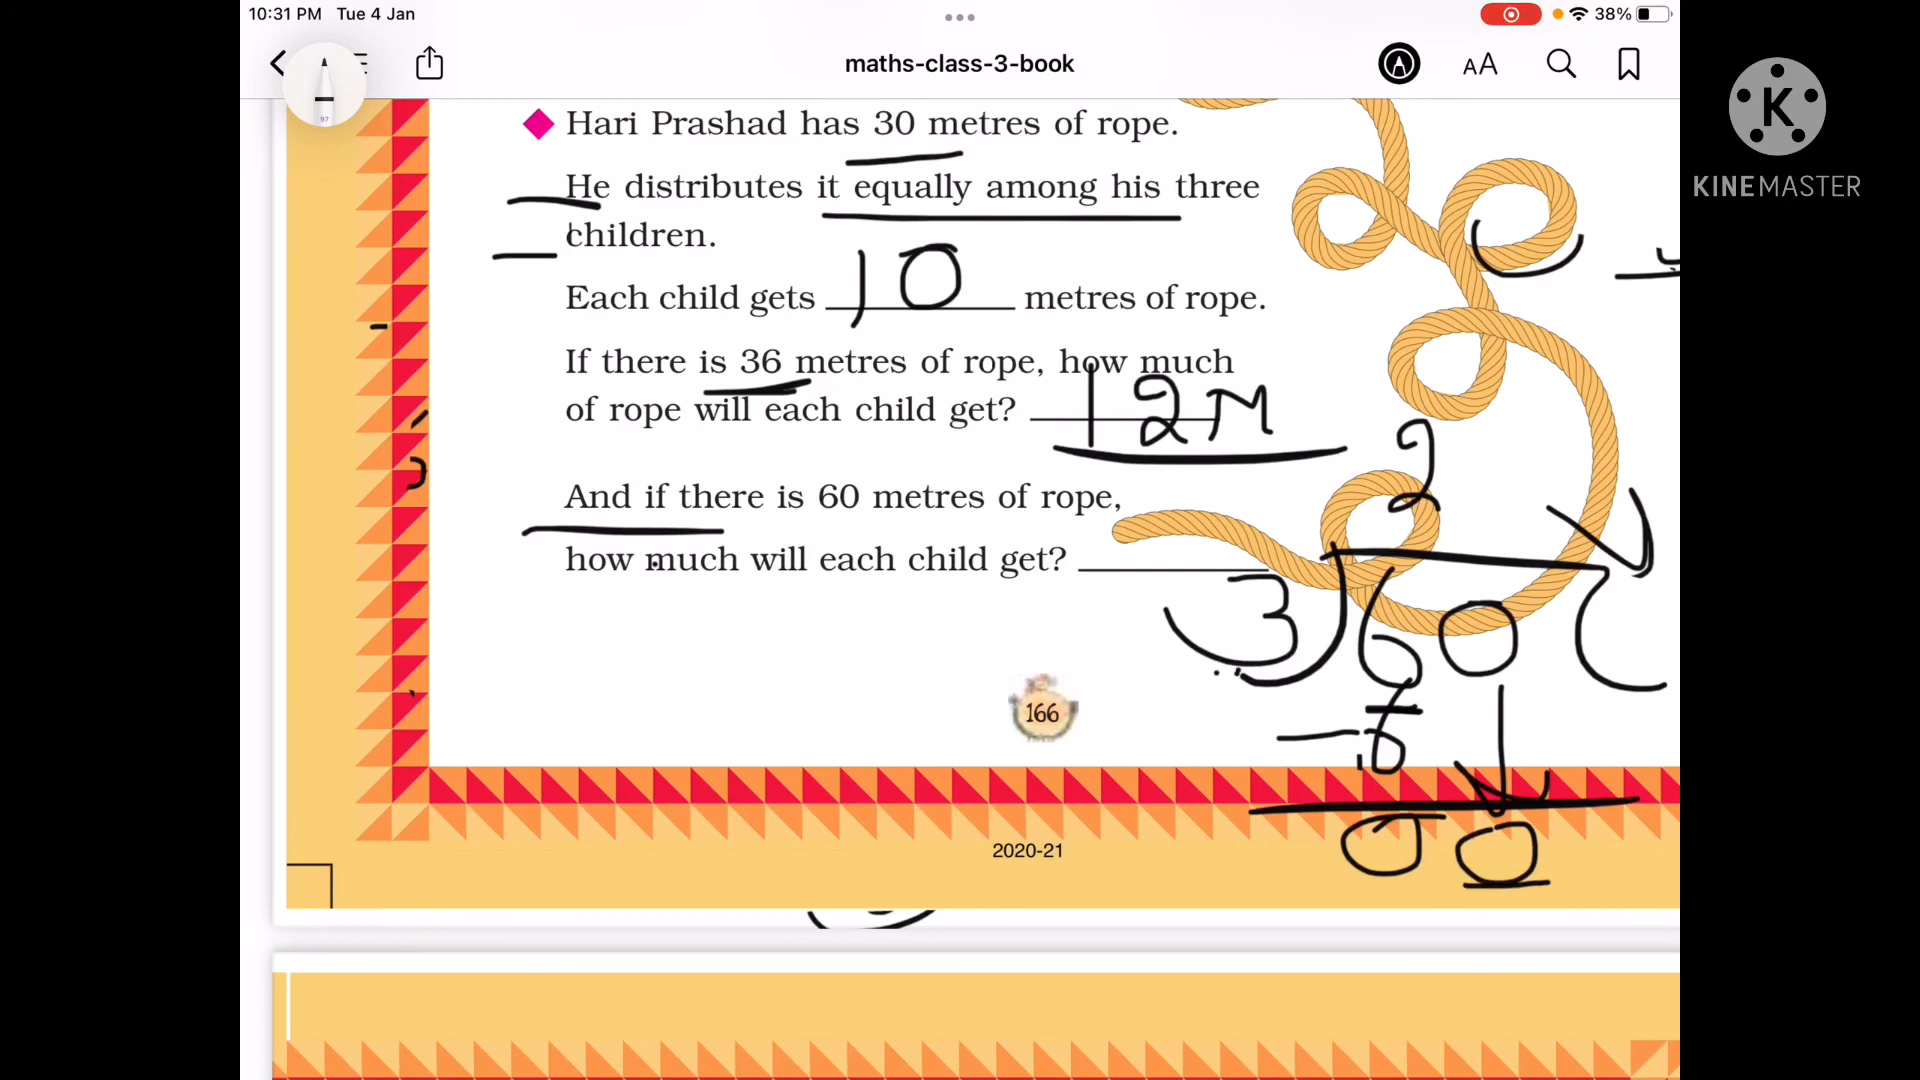 10:31 PM Tue 4 Jan
38%
maths-class-3-book
AA
K
KINEMASTER
97
Hari Prashad has 30 metres of rope.
He distributes it equally among his three
children.
Each child gets 10 metres of rope.
If there is 36 metres of rope, how much
of rope will each child get? 12M
And if there is 60 metres of rope,
how much will each child get?
2
3)60(
-6
00
166
2020-21